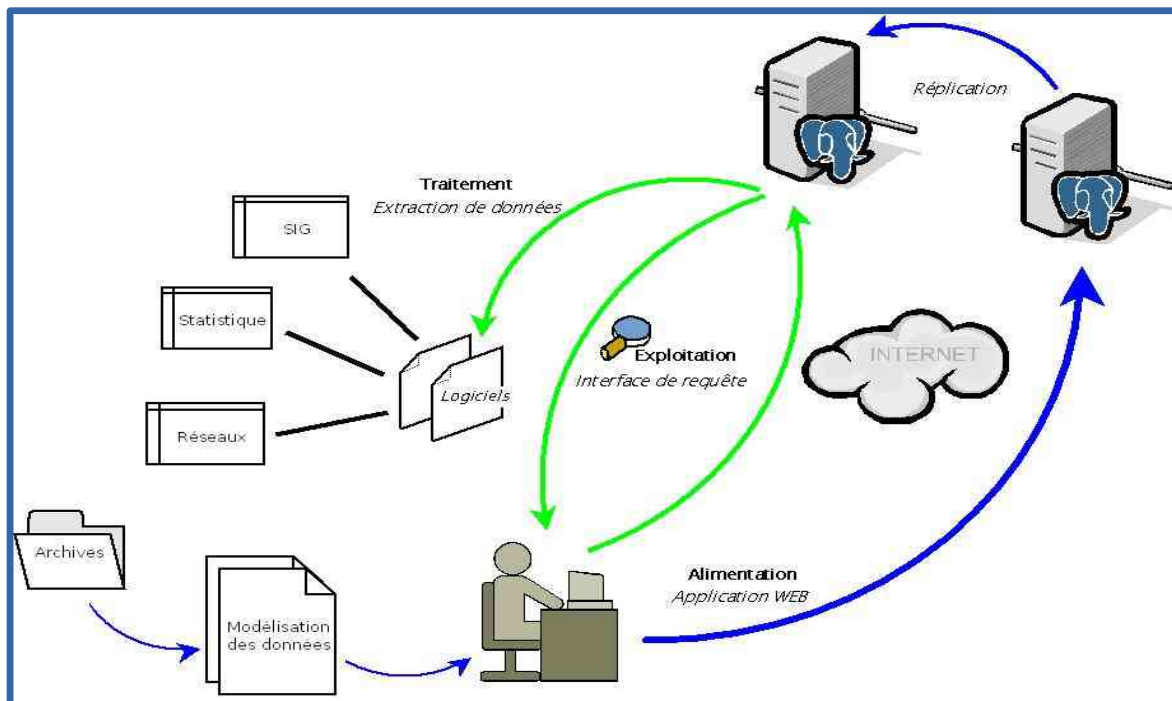 Réplication
Traitement
Extraction de données
SIG
Statistique
Réseaux
Logiciels
Exploitation
Interface de requête
INTERNET
Archives
Modélisation
des données
Alimentation
Application WEB